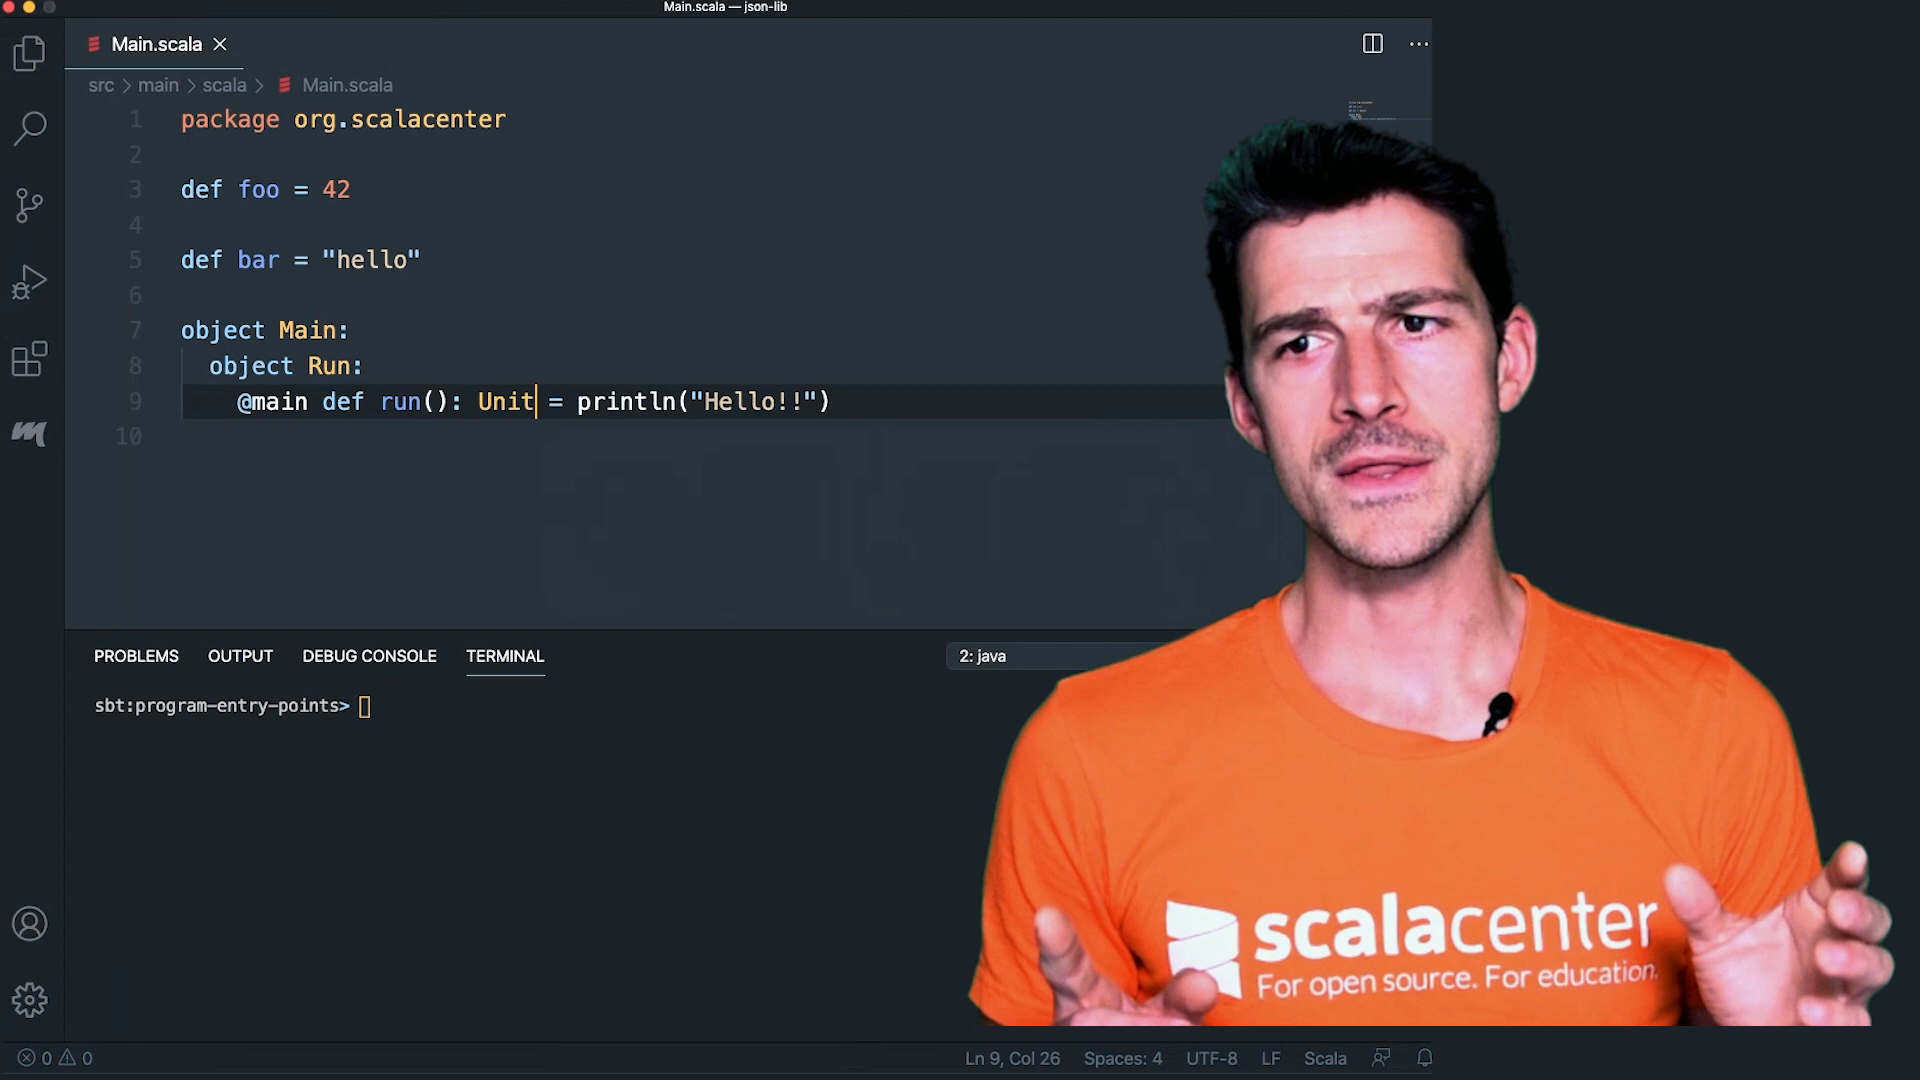 Main.scala — json-lib
Main.scala
src > main > scala > Main.scala
1 package org.scalacenter
2
3 def foo = 42
4
5 def bar = "hello"
6
7 object Main:
8 object Run:
9 @main def run(): Unit = println("Hello!!")
10
PROBLEMS OUTPUT DEBUG CONSOLE TERMINAL 2: java
sbt:program-entry-points>
scalacenter
For open source. For education.
0 0 Ln 9, Col 26 Spaces: 4 UTF-8 LF Scala